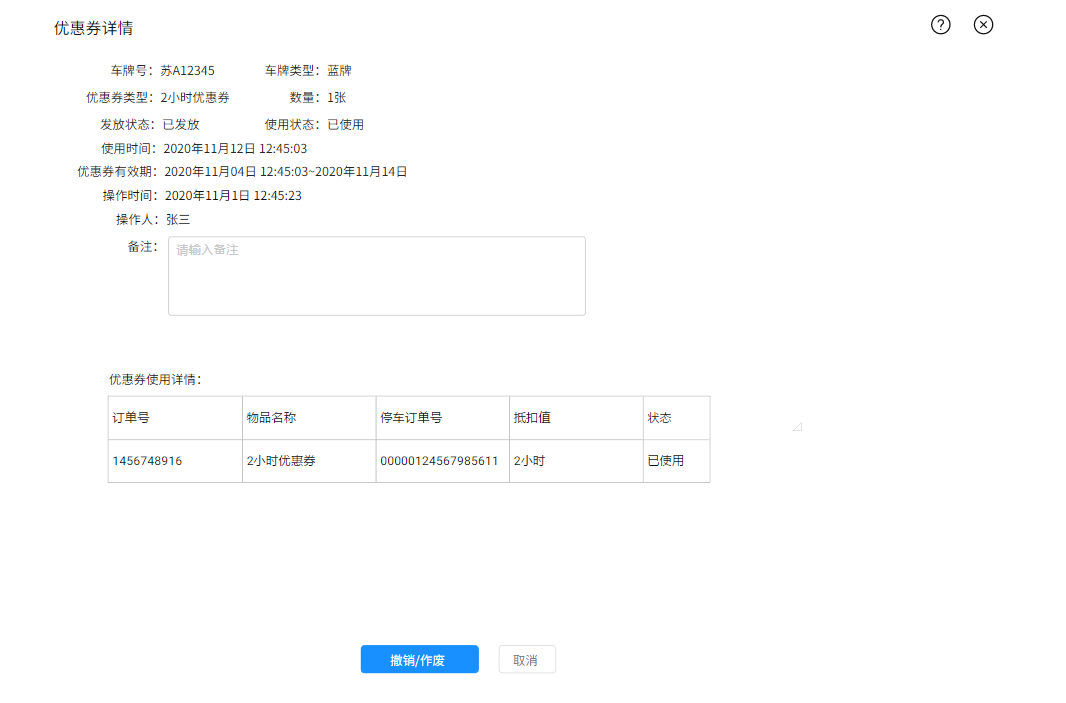 优惠券详情
车牌号：苏A12345 车牌类型：蓝牌
优惠券类型：2小时优惠券 数量：1张
发放状态：已发放 使用状态：已使用
使用时间：2020年11月12日 12:45:03
优惠券有效期：2020年11月04日 12:45:03~2020年11月14日
操作时间：2020年11月1日 12:45:23
操作人：张三
备注：请输入备注
优惠券使用详情：
订单号 物品名称 停车订单号 抵扣值 状态
1456748916 2小时优惠券 00000124567985611 2小时 已使用
撤销/作废 取消